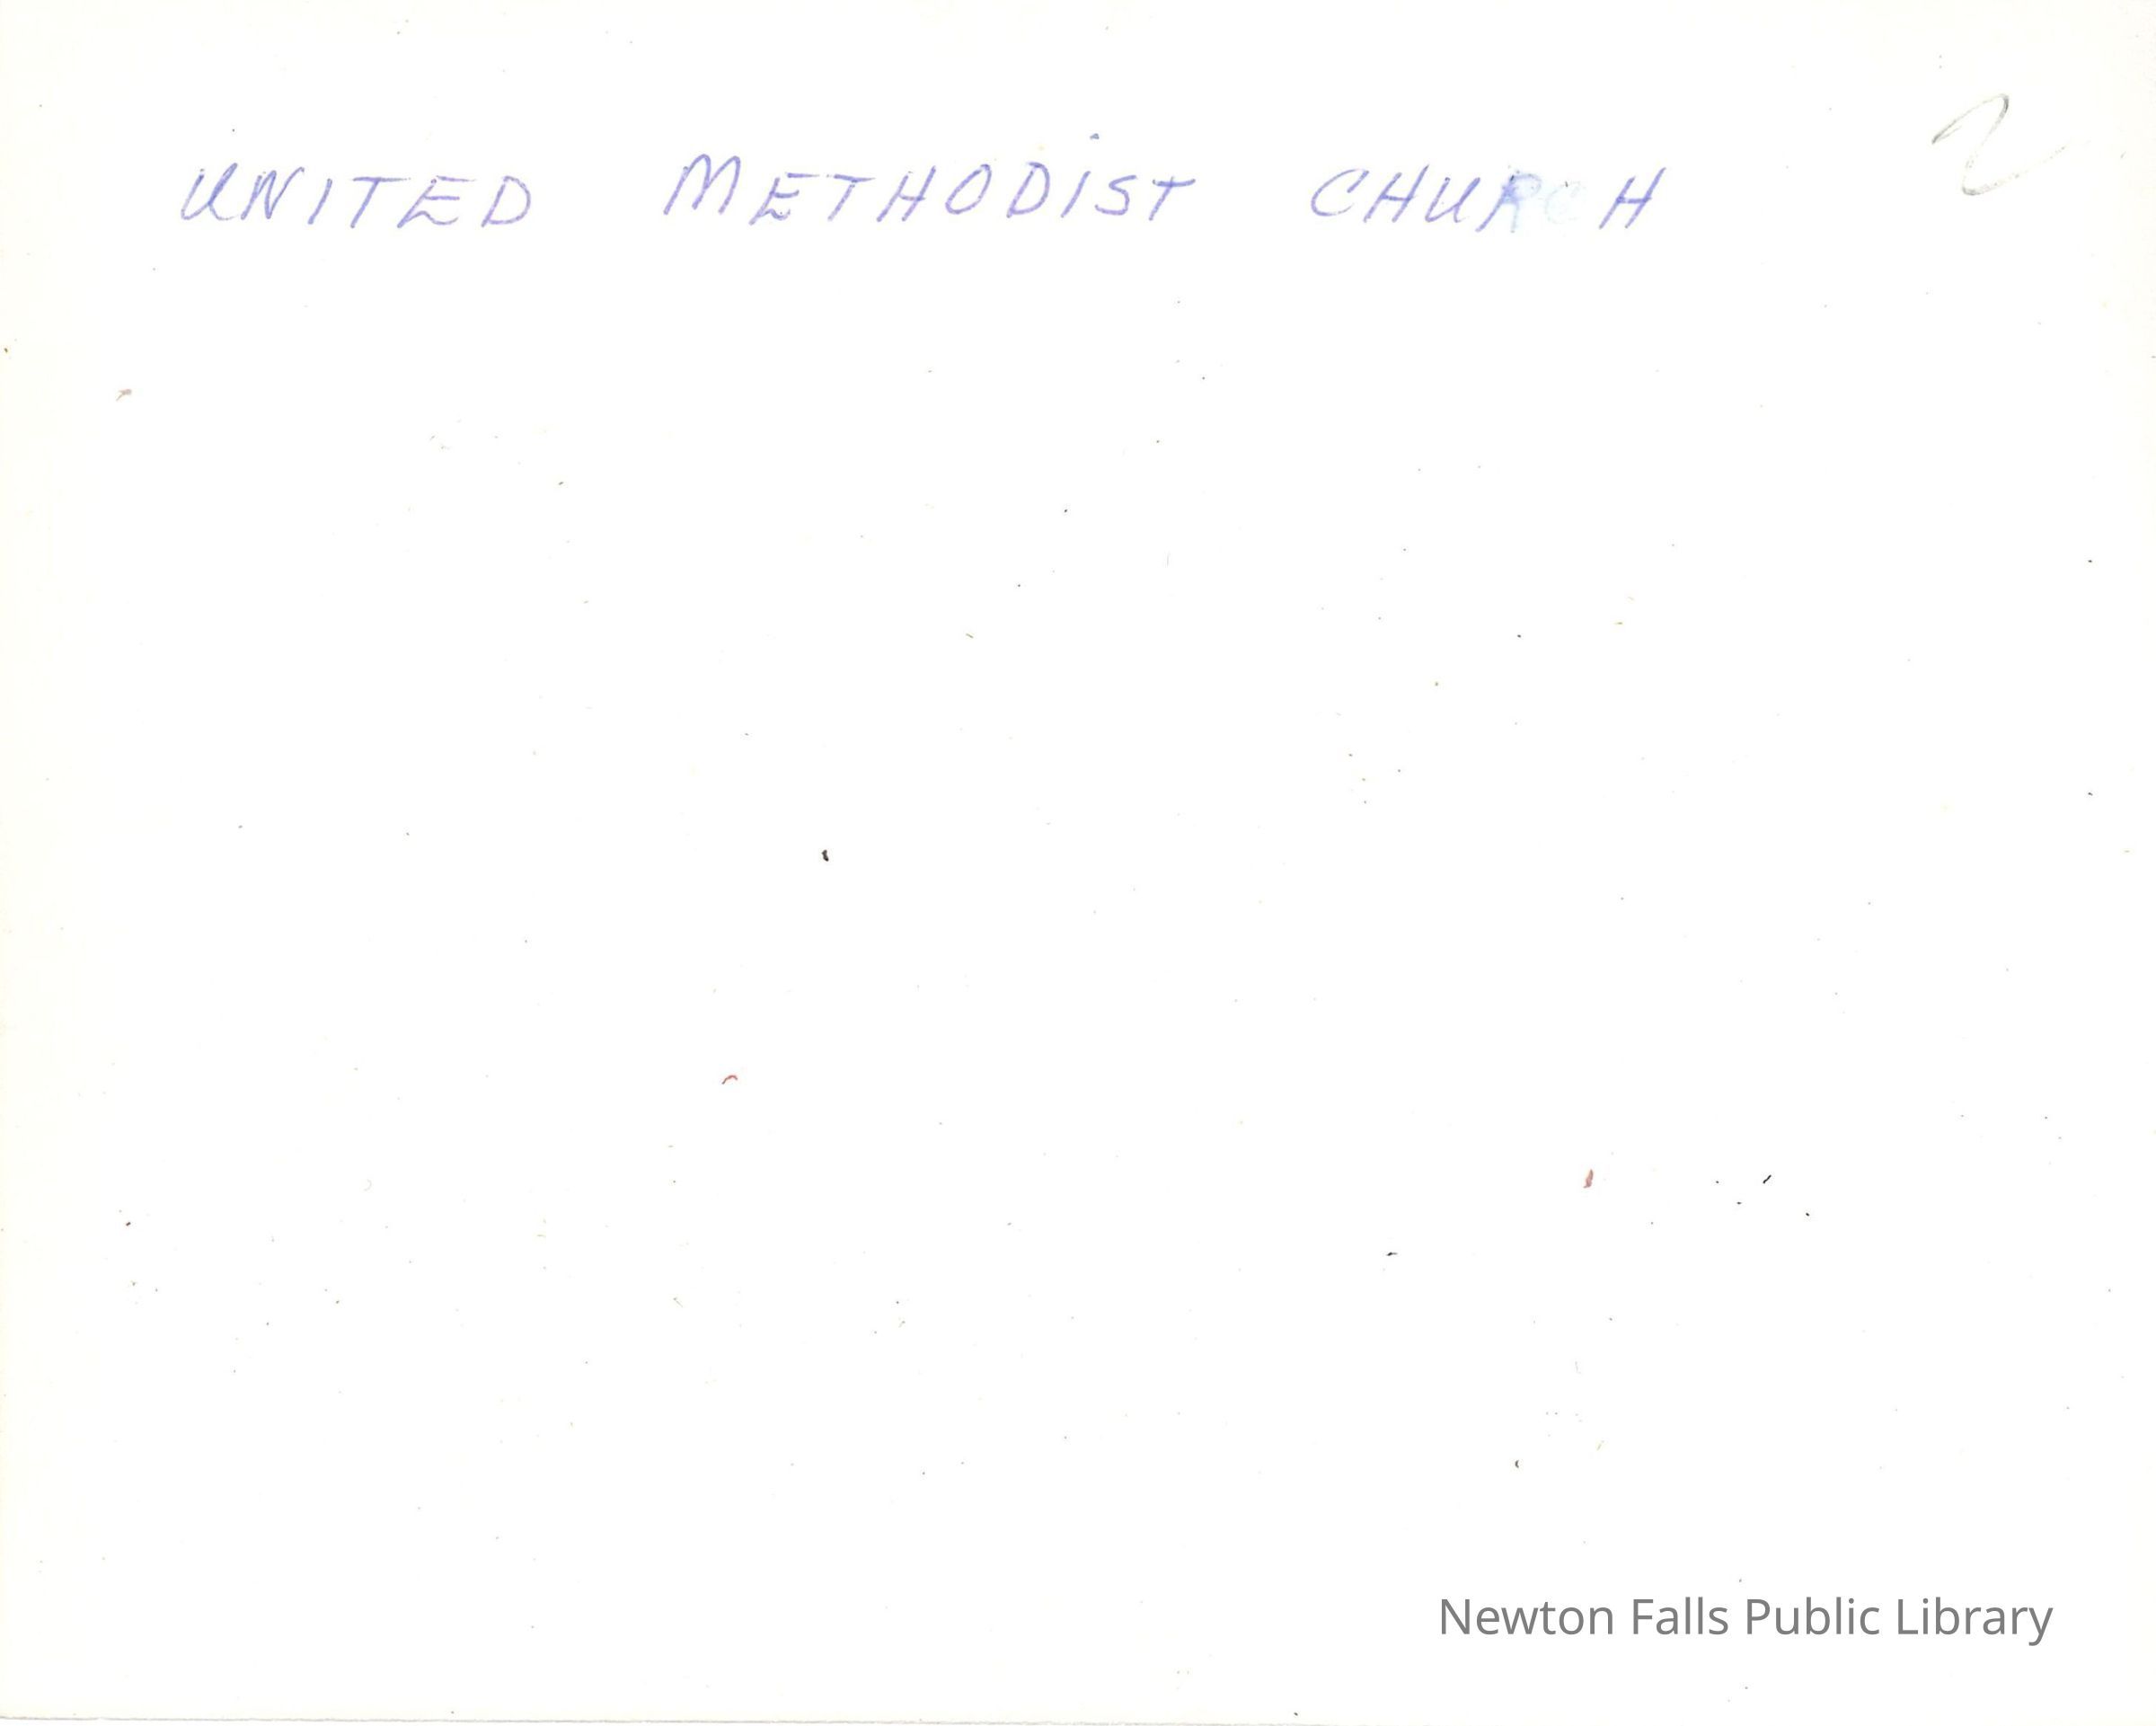 UNITED METHODIST CHURCH
2
Newton Falls Public Library